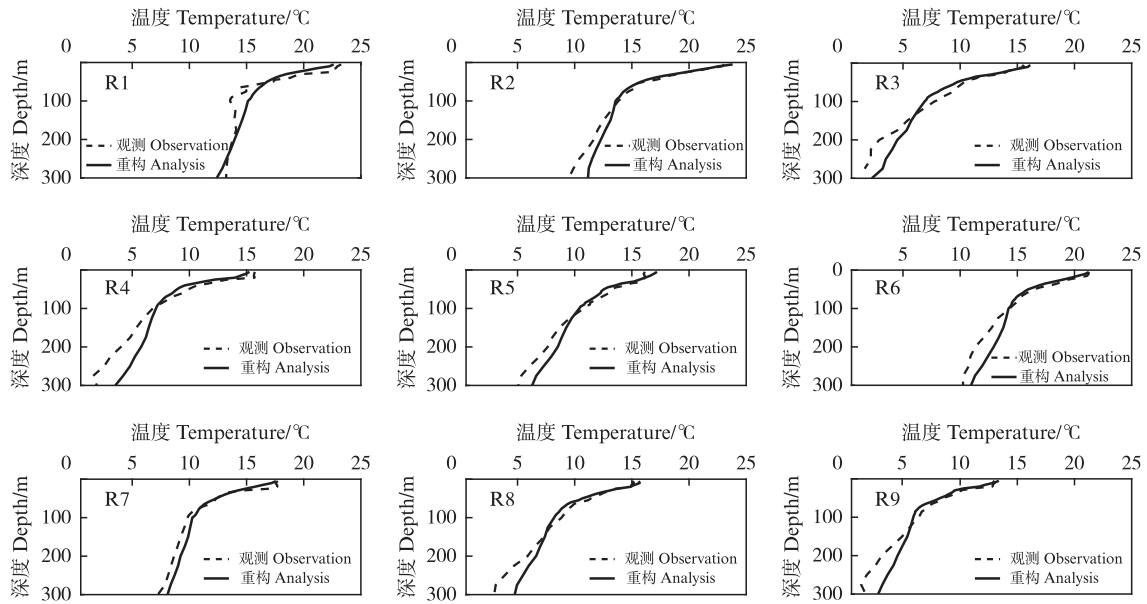 温度 Temperature/℃
0 5 10 15 20 25
R1
深度 Depth/m
100
200
300
观测 Observation
重构 Analysis
温度 Temperature/℃
0 5 10 15 20 25
R2
深度 Depth/m
100
200
300
观测 Observation
重构 Analysis
温度 Temperature/℃
0 5 10 15 20 25
R3
深度 Depth/m
100
200
300
观测 Observation
重构 Analysis
温度 Temperature/℃
0 5 10 15 20 25
R4
深度 Depth/m
100
200
300
观测 Observation
重构 Analysis
温度 Temperature/℃
0 5 10 15 20 25
R5
深度 Depth/m
100
200
300
观测 Observation
重构 Analysis
温度 Temperature/℃
5 10 15 20 25
0
R6
深度 Depth/m
100
200
300
观测 Observation
重构 Analysis
温度 Temperature/℃
0 5 10 15 20 25
R7
深度 Depth/m
100
200
300
观测 Observation
重构 Analysis
温度 Temperature/℃
0 5 10 15 20 25
R8
深度 Depth/m
100
200
300
观测 Observation
重构 Analysis
温度 Temperature/℃
0 5 10 15 20 25
R9
深度 Depth/m
100
200
300
观测 Observation
重构 Analysis